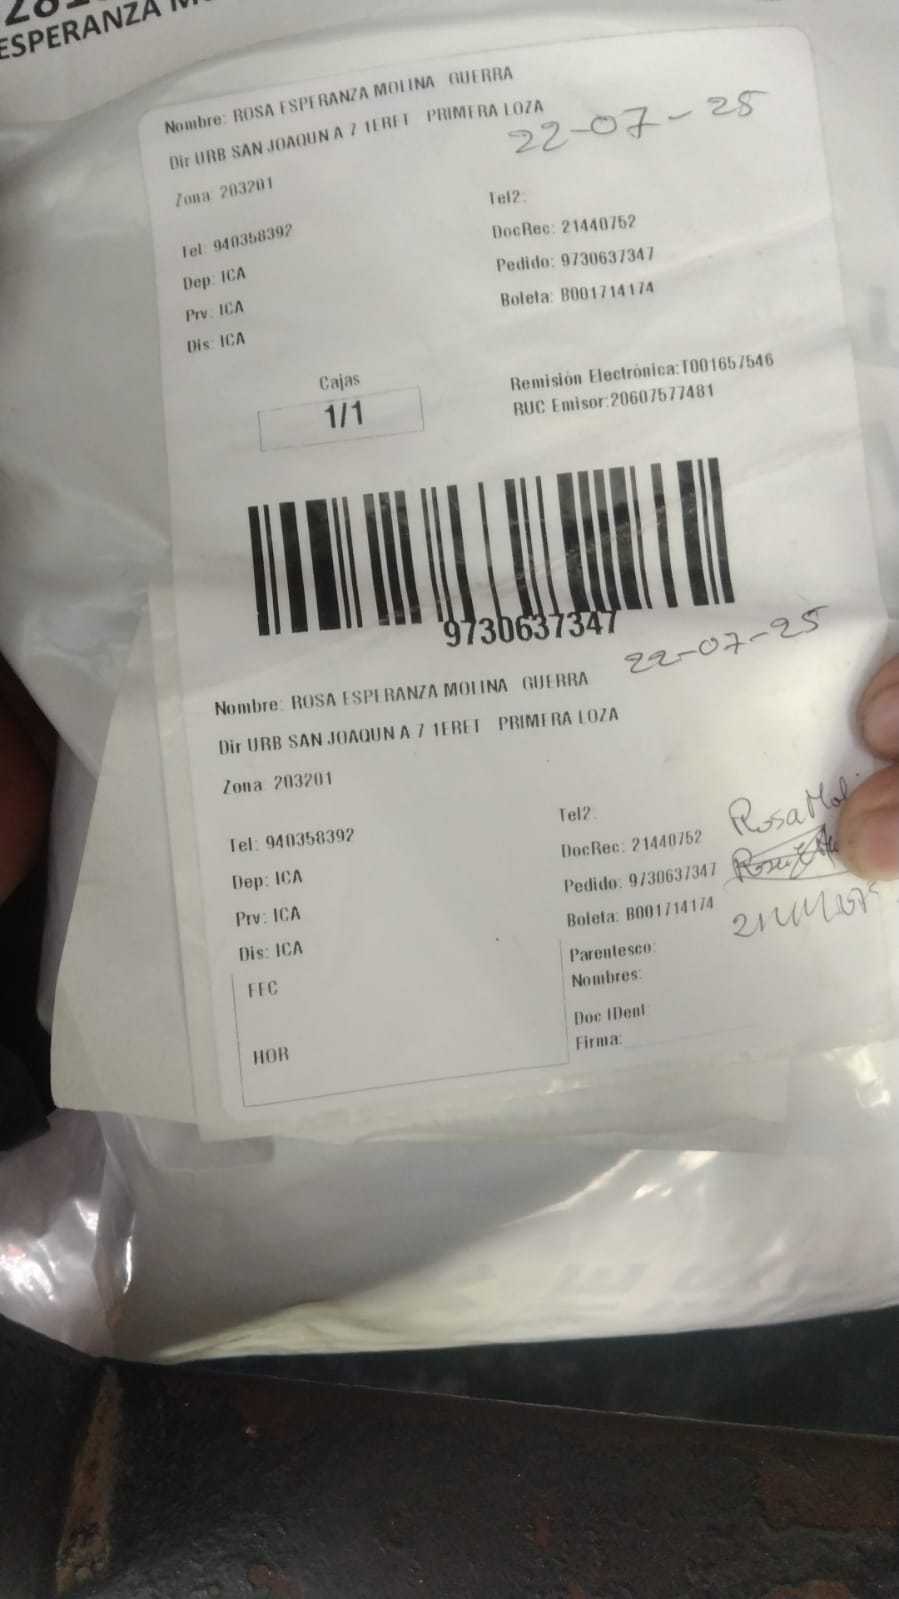 ESPERANZA
Nombre: ROSA ESPERANZA MOLINA GUERRA
Dir URB SAN JOAQUN A 7 1ERET PRIMERA LOZA
22-07-25
Zona: 203201
Tel2:
Tel: 940358392
DocRec: 21440752
Dep: ICA
Pedido: 9730637347
Prv: ICA
Boleta: B001714174
Dis: ICA
Cajas
1/1
Remisión Electrónica:T001657546
RUC Emisor:20607577481
9730637347
22-07-25
Nombre: ROSA ESPERANZA MOLINA GUERRA
Dir URB SAN JOAQUN A 7 1ERET PRIMERA LOZA
Zona: 203201
Tel2:
Rosa
Tel: 940358392
DocRec: 21440752
Dep: ICA
Pedido: 9730637347
Prv: ICA
Boleta: B001714174
Dis: ICA
Parentesco:
Nombres:
FEC
Doc IDent:
HOR
Firma: